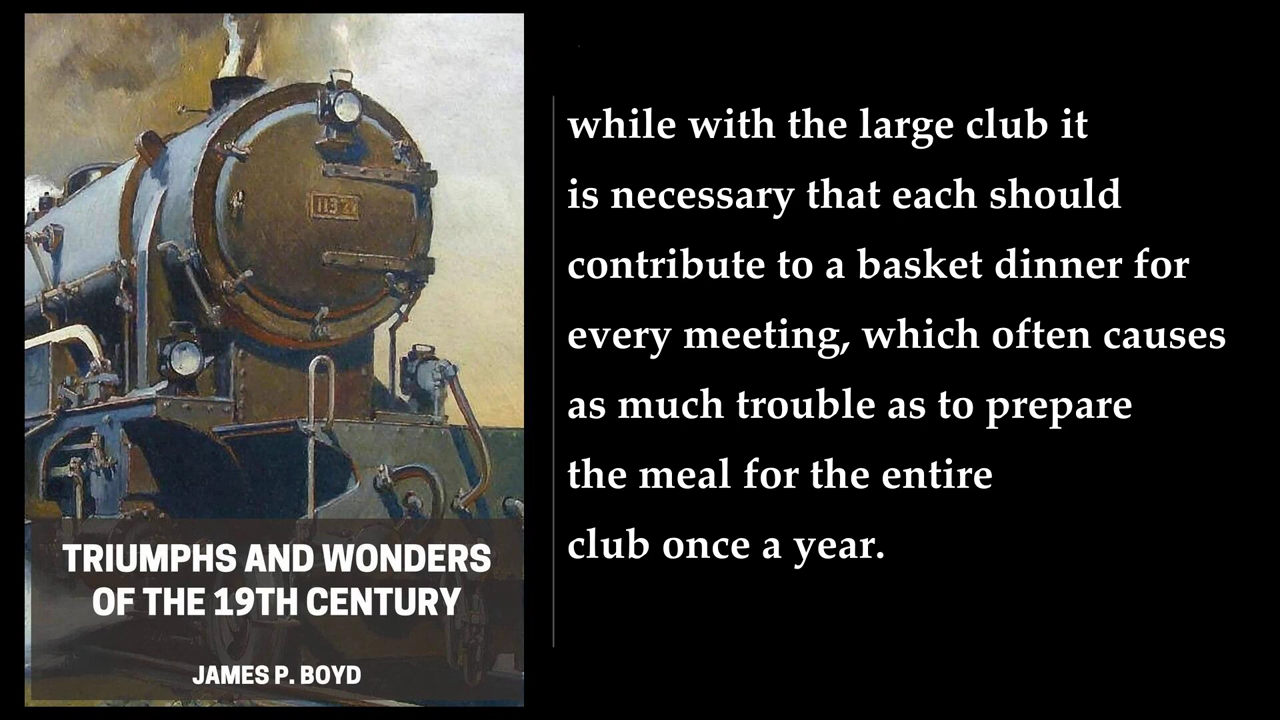 1132
TRIUMPHS AND WONDERS
OF THE 19TH CENTURY
JAMES P. BOYD
while with the large club it
is necessary that each should
contribute to a basket dinner for
every meeting, which often causes
as much trouble as to prepare
the meal for the entire
club once a year.